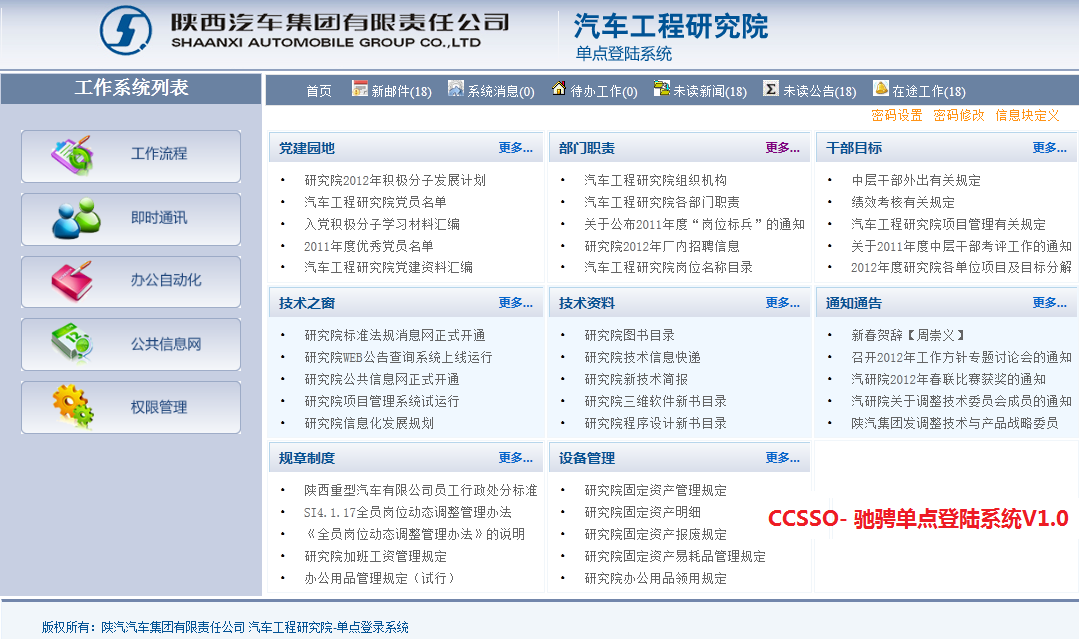 陕西汽车集团有限责任公司
SHAANXI AUTOMOBILE GROUP CO.,LTD
汽车工程研究院
单点登陆系统
工作系统列表
首页 新邮件(18) 系统消息(0) 待办工作(0) 未读新闻(18) 未读公告(18) 在途工作(18)
密码设置 密码修改 信息块定义
工作流程
即时通讯
办公自动化
公共信息网
权限管理
党建园地 更多...
研究院2012年积极分子发展计划
汽车工程研究院党员名单
入党积极分子学习材料汇编
2011年度优秀党员名单
汽车工程研究院党建资料汇编
部门职责 更多...
汽车工程研究院组织机构
汽车工程研究院各部门职责
关于公布2011年度“岗位标兵”的通知
研究院2012年厂内招聘信息
汽车工程研究院岗位名称目录
干部目标 更多...
中层干部外出有关规定
绩效考核有关规定
汽车工程研究院项目管理有关规定
关于2011年度中层干部考评工作的通知
2012年度研究院各单位项目及目标分解
技术之窗 更多...
研究院标准法规消息网正式开通
研究院WEB公告查询系统上线运行
研究院公共信息网正式开通
研究院项目管理系统试运行
研究院信息化发展规划
技术资料 更多...
研究院图书目录
研究院技术信息快递
研究院新技术简报
研究院三维软件新书目录
研究院程序设计新书目录
通知通告 更多...
新春贺辞【周崇义】
召开2012年工作方针专题讨论会的通知
汽研院2012年春联比赛获奖的通知
汽研院关于调整技术委员会成员的通知
陕汽集团发调整技术与产品战略委员
规章制度 更多...
陕西重型汽车有限公司员工行政处分标准
SI4.1.17全员岗位动态调整管理办法
《全员岗位动态调整管理办法》的说明
研究院加班工资管理规定
办公用品管理规定（试行）
设备管理 更多...
研究院固定资产管理规定
研究院固定资产明细
研究院固定资产报废规定
研究院固定资产易耗品管理规定
研究院办公用品领用规定
CCSSO- 驰骋单点登陆系统V1.0
版权所有：陕汽汽车集团有限责任公司 汽车工程研究院-单点登录系统